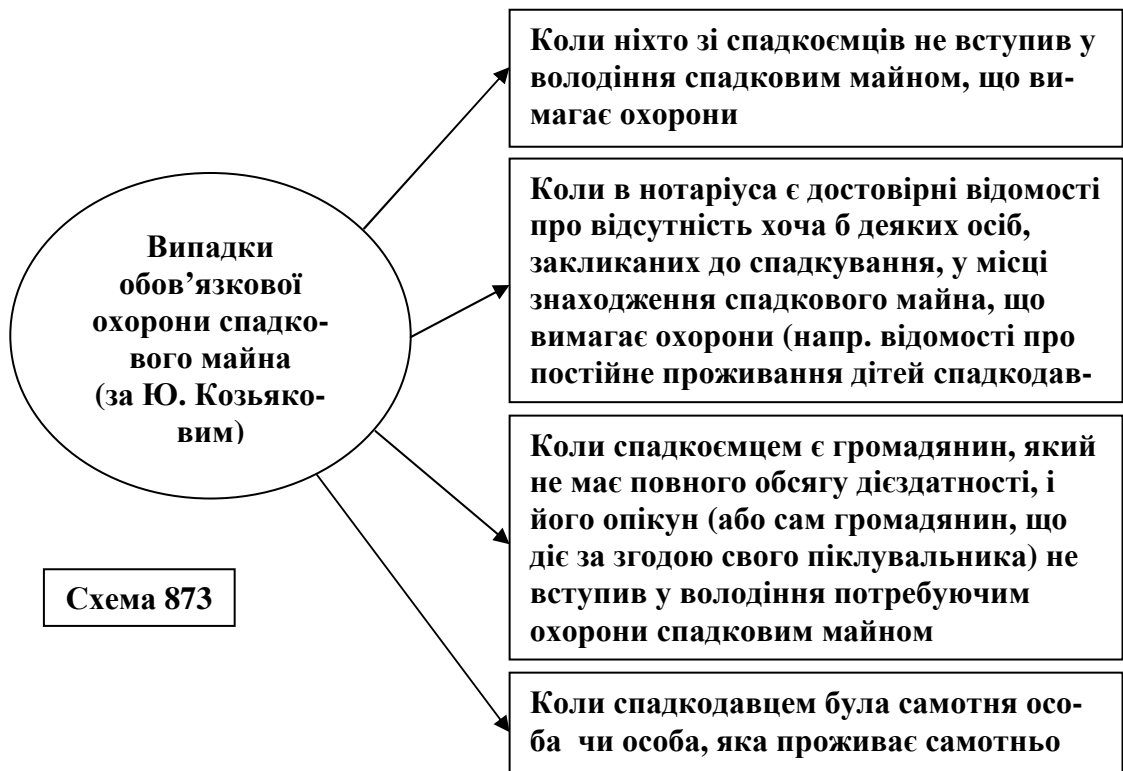 Випадки
обов’язкової
охорони спадко-
вого майна
(за Ю. Козьяко-
вим)
Коли ніхто зі спадкоємців не вступив у
володіння спадковим майном, що ви-
магає охорони
Коли в нотаріуса є достовірні відомості
про відсутність хоча б деяких осіб,
закликаних до спадкування, у місці
знаходження спадкового майна, що
вимагає охорони (напр. відомості про
постійне проживання дітей спадкодав-
Коли спадкоємцем є громадянин, який
не має повного обсягу дієздатності, і
його опікун (або сам громадянин, що
діє за згодою свого піклувальника) не
вступив у володіння потребуючим
охорони спадковим майном
Коли спадкодавцем була самотня осо-
ба чи особа, яка проживає самотньо
Схема 873